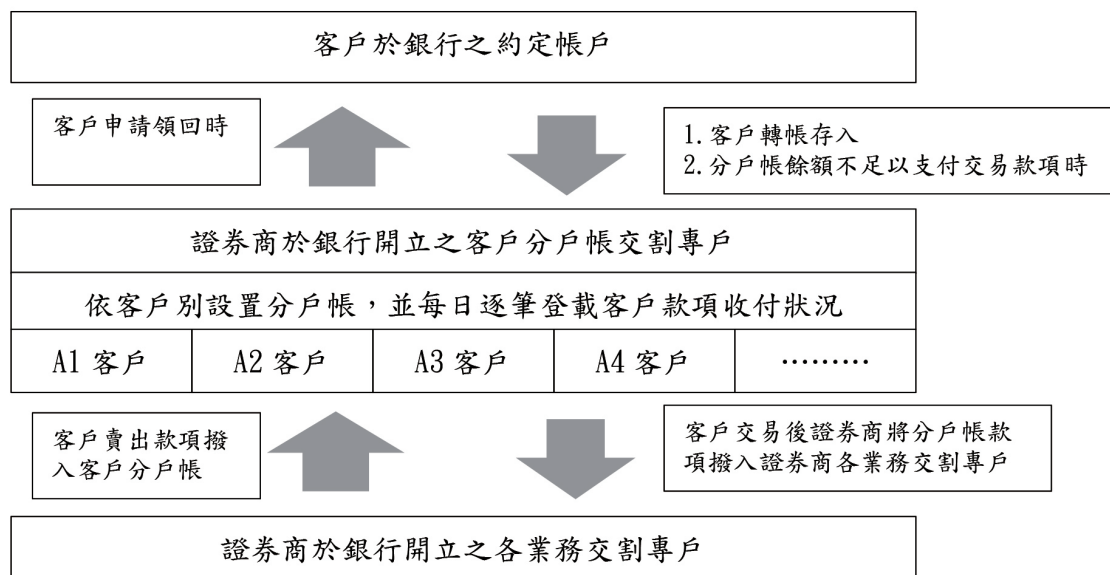 客戶於銀行之約定帳戶
客戶申請領回時
1.客戶轉帳存入
2.分戶帳餘額不足以支付交易款項時
證券商於銀行開立之客戶分戶帳交割專戶
依客戶別設置分戶帳，並每日逐筆登載客戶款項收付狀況
A1 客戶
A2 客戶
A3 客戶
A4 客戶
………
客戶賣出款項撥
入客戶分戶帳
客戶交易後證券商將分戶帳款
項撥入證券商各業務交割專戶
證券商於銀行開立之各業務交割專戶